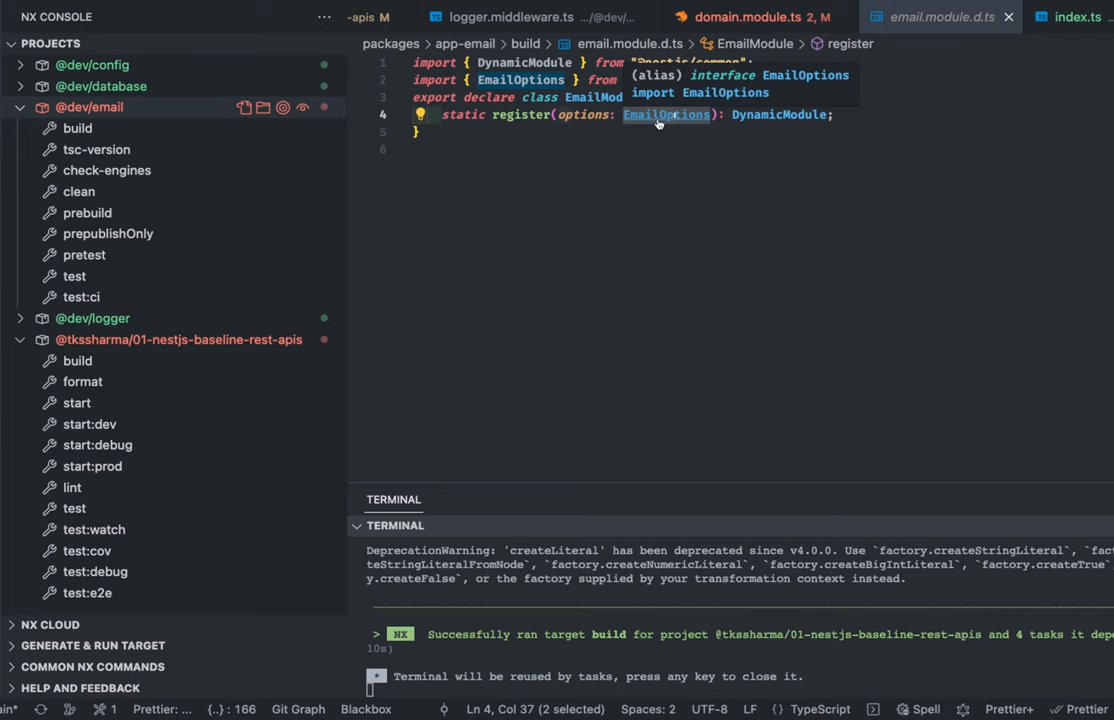 NX CONSOLE
PROJECTS
@dev/config
@dev/database
@dev/email
build
tsc-version
check-engines
clean
prebuild
prepublishOnly
pretest
test
test:ci
@dev/logger
@tkssharma/01-nestjs-baseline-rest-apis
build
format
start
start:dev
start:debug
start:prod
lint
test
test:watch
test:cov
test:debug
test:e2e
NX CLOUD
GENERATE & RUN TARGET
COMMON NX COMMANDS
HELP AND FEEDBACK
-apis M
logger.middleware.ts .../@dev/...
domain.module.ts 2, M
email.module.d.ts
index.ts
packages > app-email > build > email.module.d.ts > EmailModule > register
1 import { DynamicModule } from "@nestjs/common";
2 import { EmailOptions } from
3 export declare class EmailMod
4 static register(options: EmailOptions): DynamicModule;
5 }
6
(alias) interface EmailOptions
import EmailOptions
TERMINAL
TERMINAL
DeprecationWarning: 'createLiteral' has been deprecated since v4.0.0. Use `factory.createStringLiteral`, `fact
teStringLiteralFromNode`, `factory.createNumericLiteral`, `factory.createBigIntLiteral`, `factory.createTrue`
y.createFalse`, or the factory supplied by your transformation context instead.
> NX Successfully ran target build for project @tkssharma/01-nestjs-baseline-rest-apis and 4 tasks it depe
10s)
* Terminal will be reused by tasks, press any key to close it.
ain* 1 Prettier: ... {..} : 166 Git Graph Blackbox Ln 4, Col 37 (2 selected) Spaces: 2 UTF-8 LF {} TypeScript Spell Prettier+ Prettier